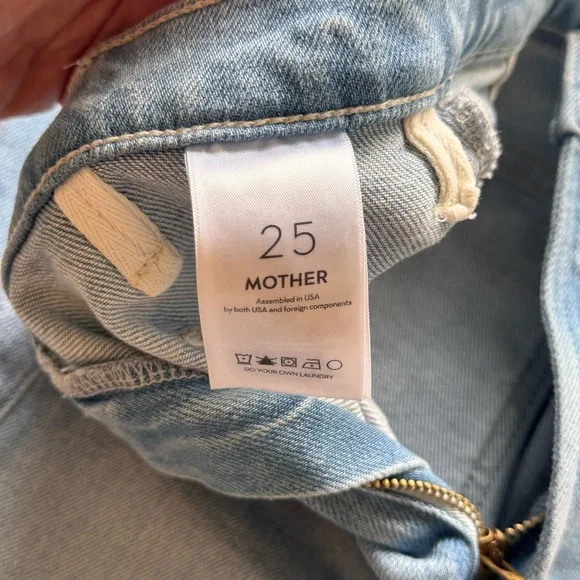 25
MOTHER
Assembled in USA
by both USA and foreign components
DO YOUR OWN LAUNDRY